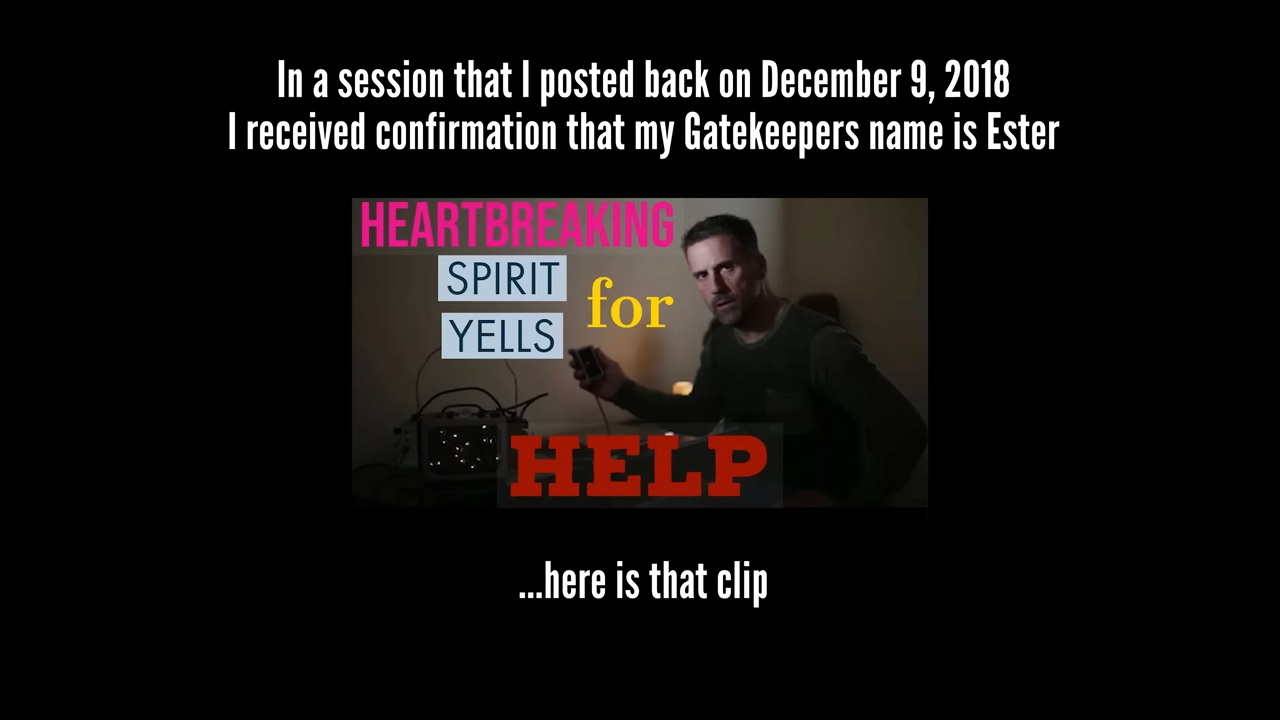 In a session that I posted back on December 9, 2018
I received confirmation that my Gatekeepers name is Ester
HEARTBREAKING
SPIRIT
for
YELLS
HELP
...here is that clip